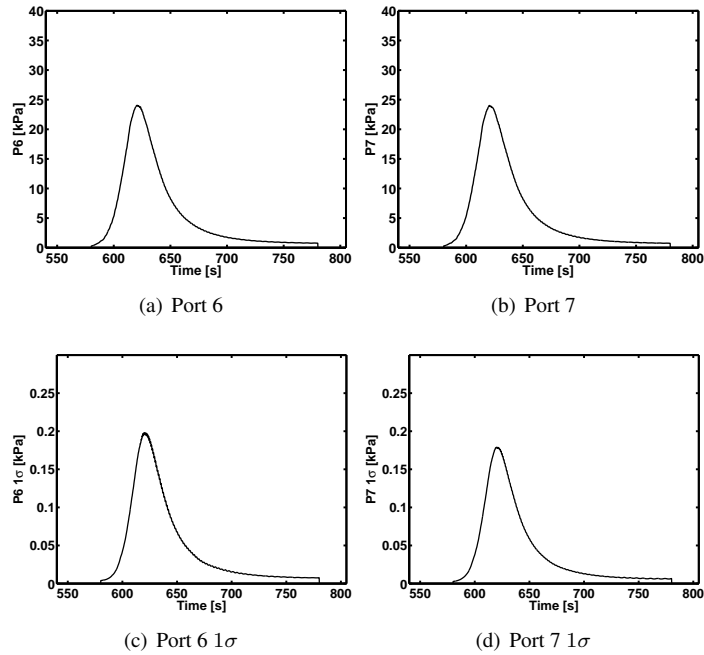 40
35
30
25
20
15
10
5
0
P6 [kPa]
550 600 650 700 750 800
Time [s]
(a) Port 6
40
35
30
25
20
15
10
5
0
P7 [kPa]
550 600 650 700 750 800
Time [s]
(b) Port 7
0.25
0.2
0.15
0.1
0.05
0
P6 1σ [kPa]
550 600 650 700 750 800
Time [s]
(c) Port 6 1σ
0.25
0.2
0.15
0.1
0.05
0
P7 1σ [kPa]
550 600 650 700 750 800
Time [s]
(d) Port 7 1σ